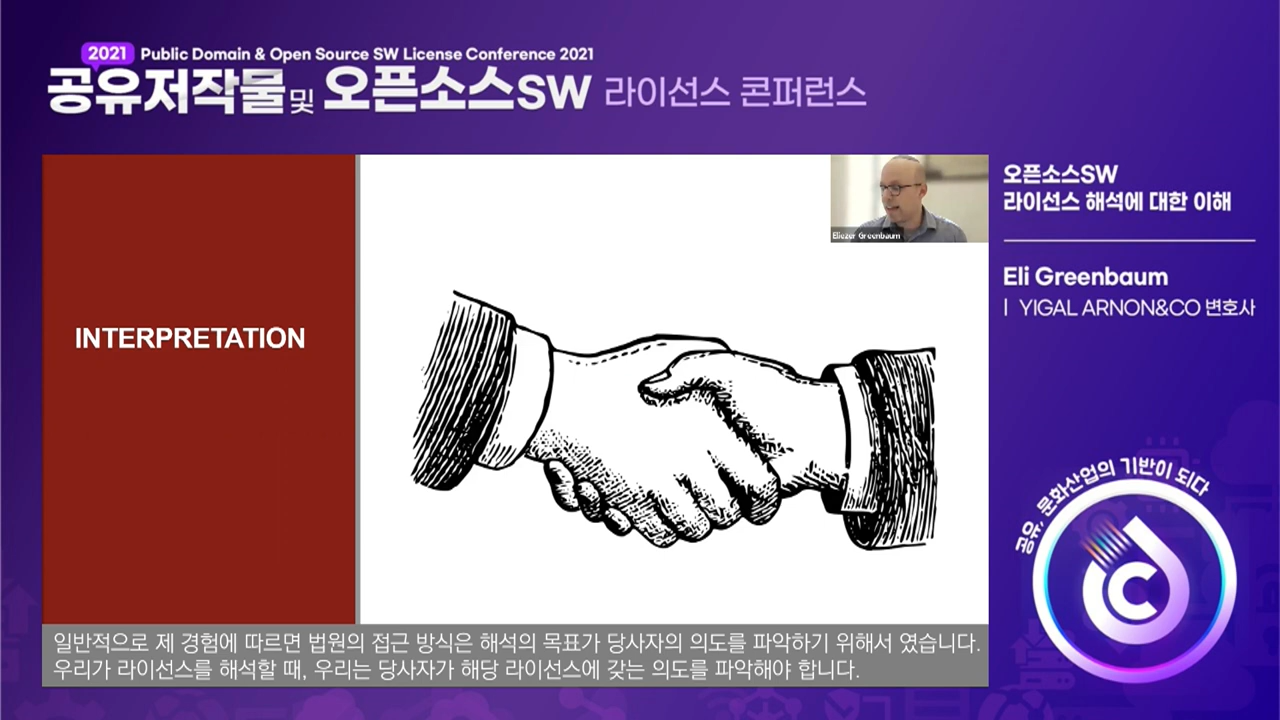 2021 Public Domain & Open Source SW License Conference 2021
공유저작물 및 오픈소스SW 라이선스 콘퍼런스
INTERPRETATION
Eliezer Greenbaum
오픈소스SW
라이선스 해석에 대한 이해
Eli Greenbaum
| YIGAL ARNON&CO 변호사
공유, 문화산업의 기반이 되다
C
일반적으로 제 경험에 따르면 법원의 접근 방식은 해석의 목표가 당사자의 의도를 파악하기 위해서 였습니다.
우리가 라이선스를 해석할 때, 우리는 당사자가 해당 라이선스에 갖는 의도를 파악해야 합니다.